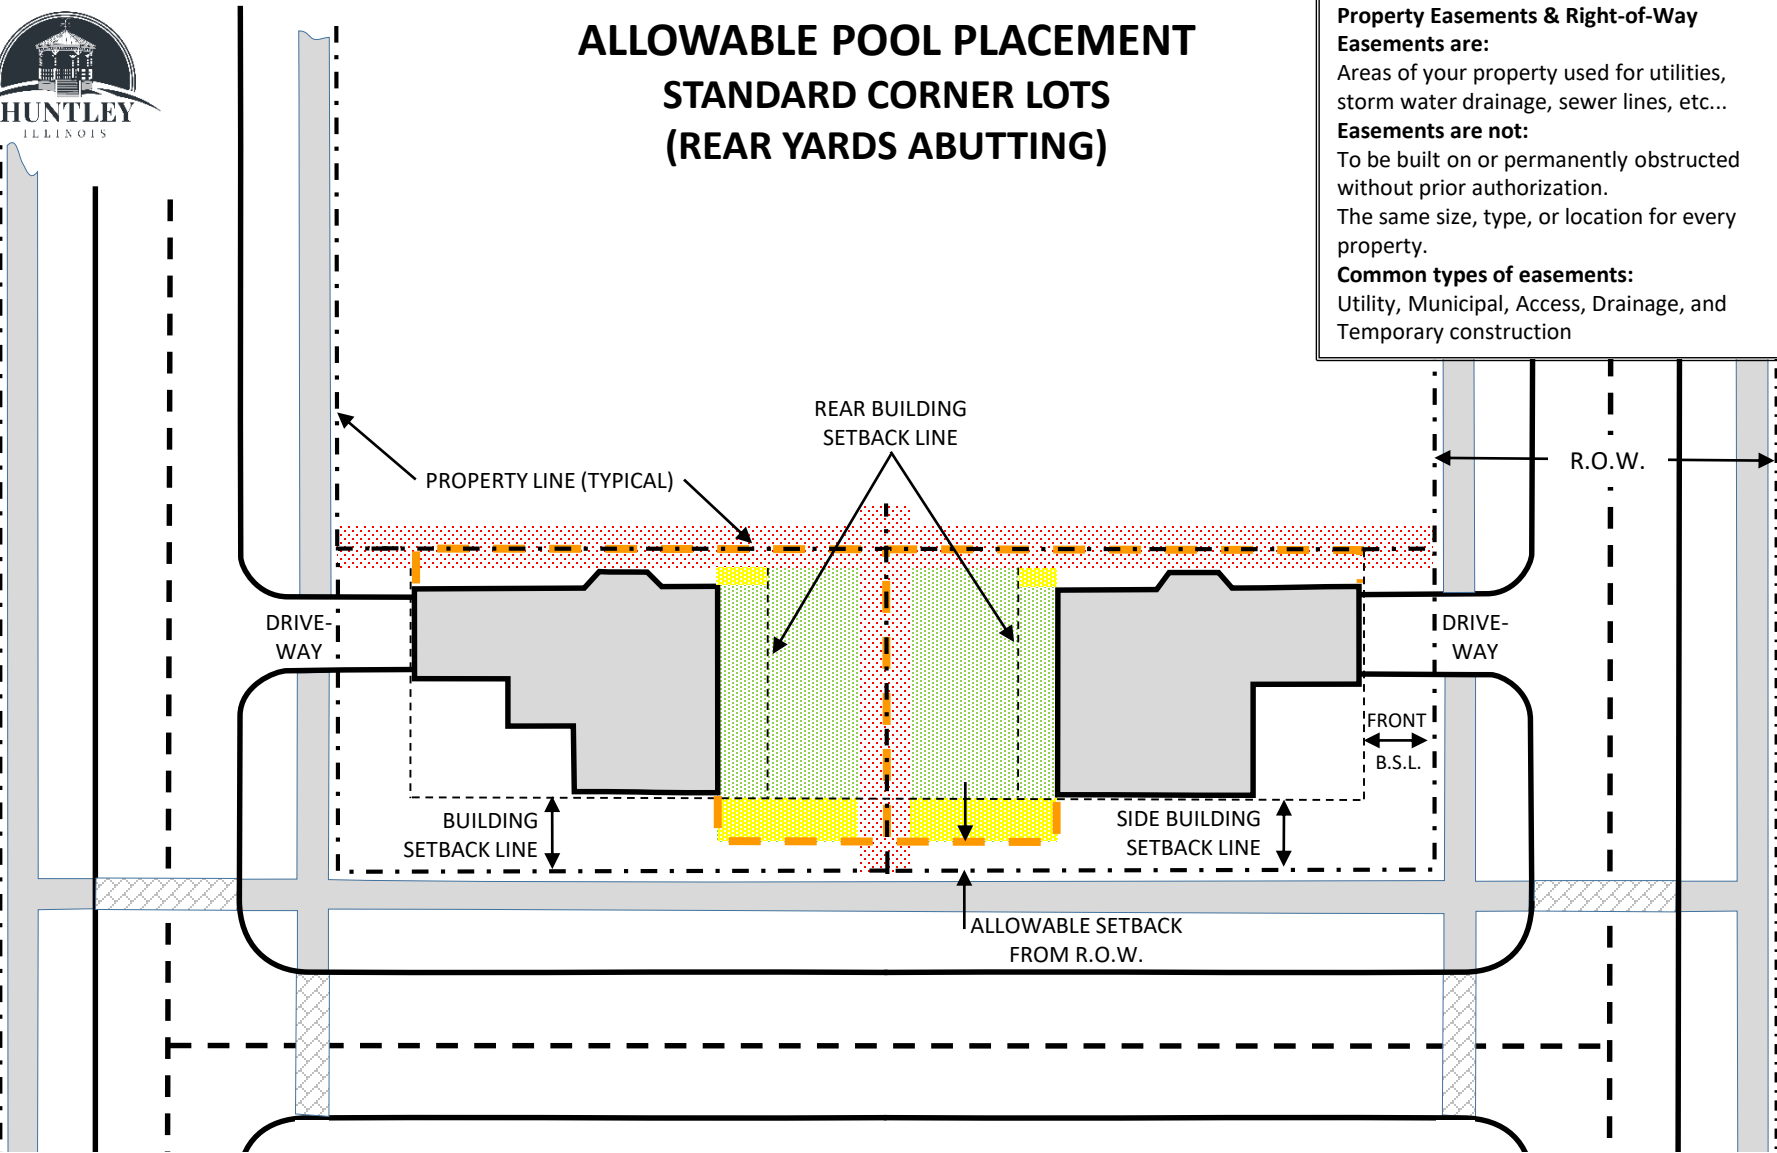 HUNTLEY
ILLINOIS
ALLOWABLE POOL PLACEMENT
STANDARD CORNER LOTS
(REAR YARDS ABUTTING)
Property Easements & Right-of-Way
Easements are:
Areas of your property used for utilities,
storm water drainage, sewer lines, etc...
Easements are not:
To be built on or permanently obstructed
without prior authorization.
The same size, type, or location for every
property.
Common types of easements:
Utility, Municipal, Access, Drainage, and
Temporary construction
REAR BUILDING
SETBACK LINE
PROPERTY LINE (TYPICAL)
R.O.W.
DRIVE-
WAY
DRIVE-
WAY
FRONT
B.S.L.
BUILDING
SETBACK LINE
SIDE BUILDING
SETBACK LINE
ALLOWABLE SETBACK
FROM R.O.W.